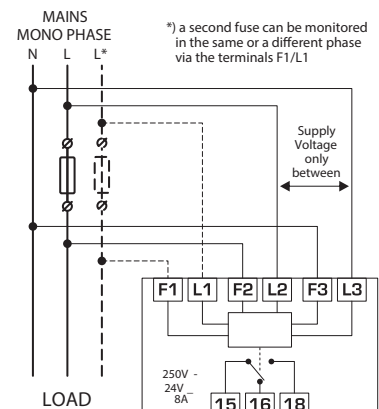 MAINS
MONO PHASE
N L L*
*) a second fuse can be monitored
in the same or a different phase
via the terminals F1/L1
Supply
Voltage
only
between
F1 L1 F2 L2 F3 L3
250V -
24V
8A
15 16 18
LOAD